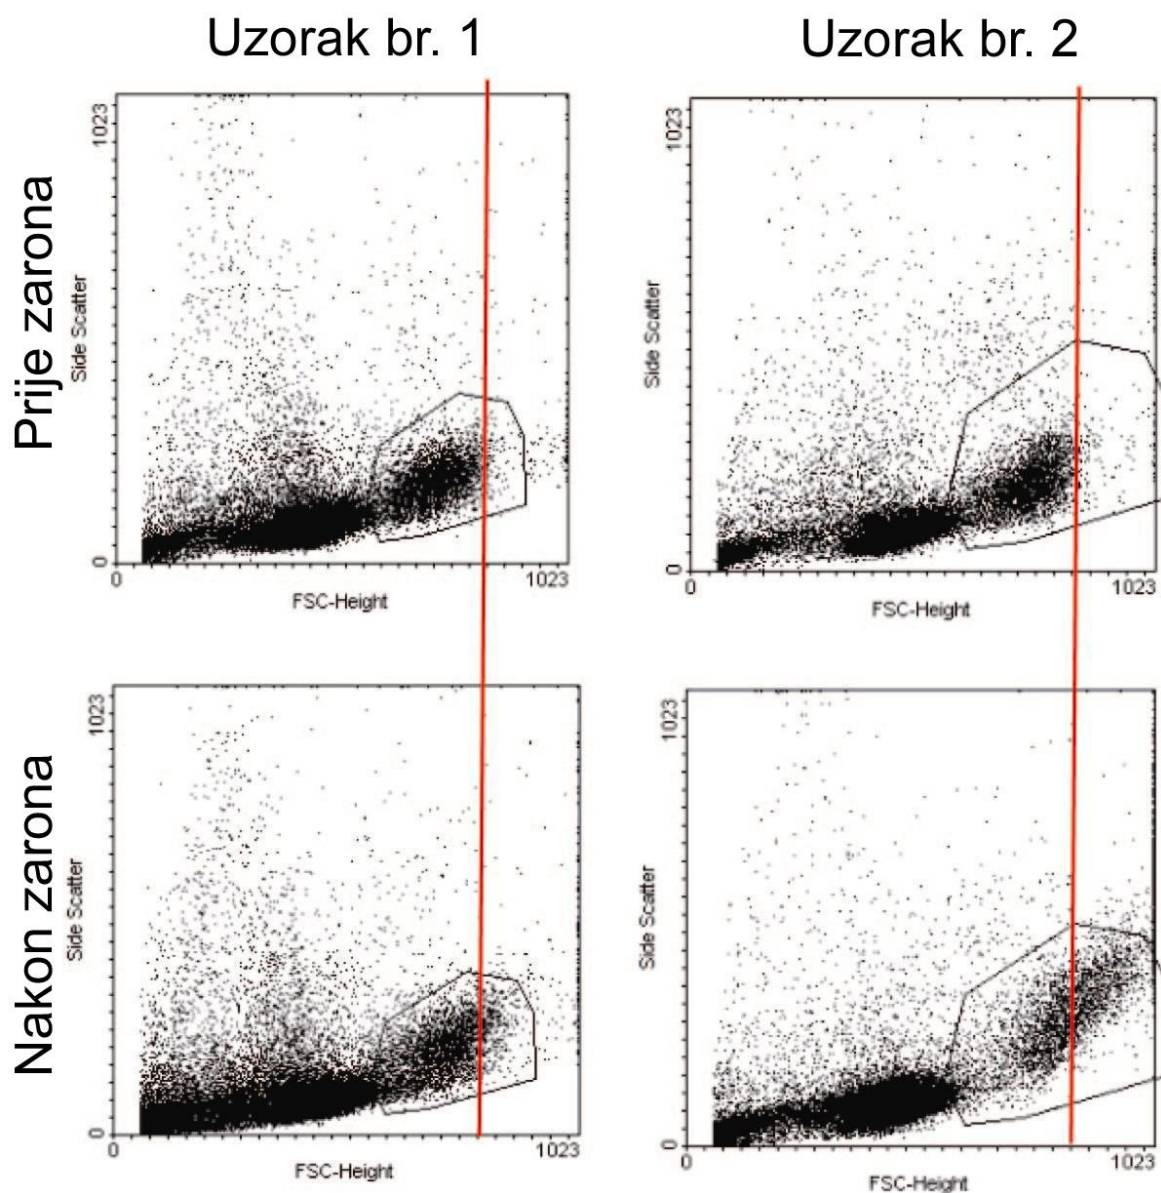 Uzorak br. 1
Uzorak br. 2
Prije zarona
1023
Side Scatter
0
0
1023
FSC-Height
1023
Side Scatter
0
0
1023
FSC-Height
Nakon zarona
1023
Side Scatter
0
0
1023
FSC-Height
1023
Side Scatter
0
0
1023
FSC-Height